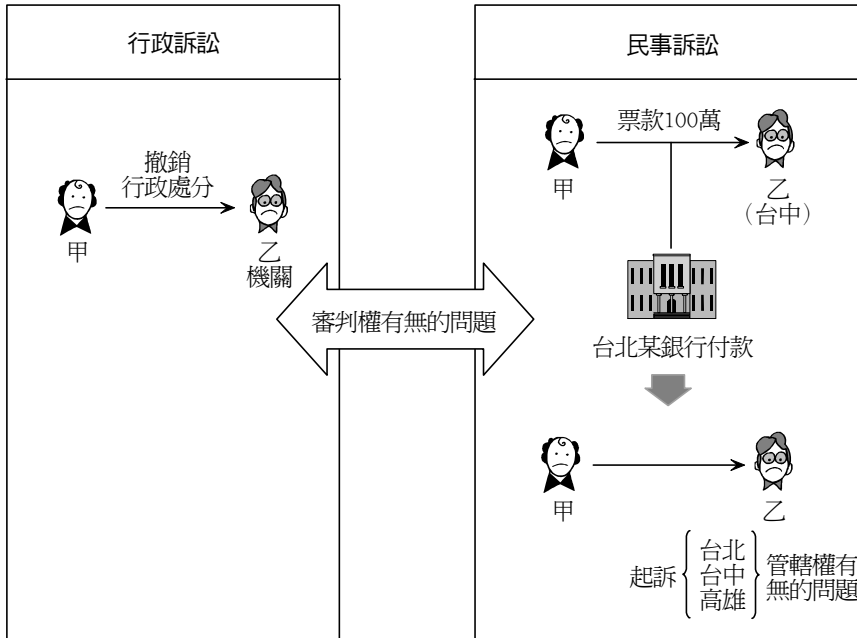 行政訴訟
撤銷
行政處分
甲
乙
機關
審判權有無的問題
民事訴訟
票款100萬
甲
乙
（台中）
台北某銀行付款
甲
乙
起訴
台北
台中
高雄
管轄權有
無的問題